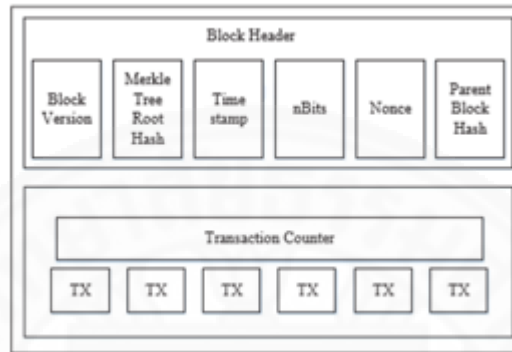 Block Header
Block
Version
Merkle
Tree
Root
Hash
Time
stamp
nBits
Nonce
Parent
Block
Hash
Transaction Counter
TX TX TX TX TX TX